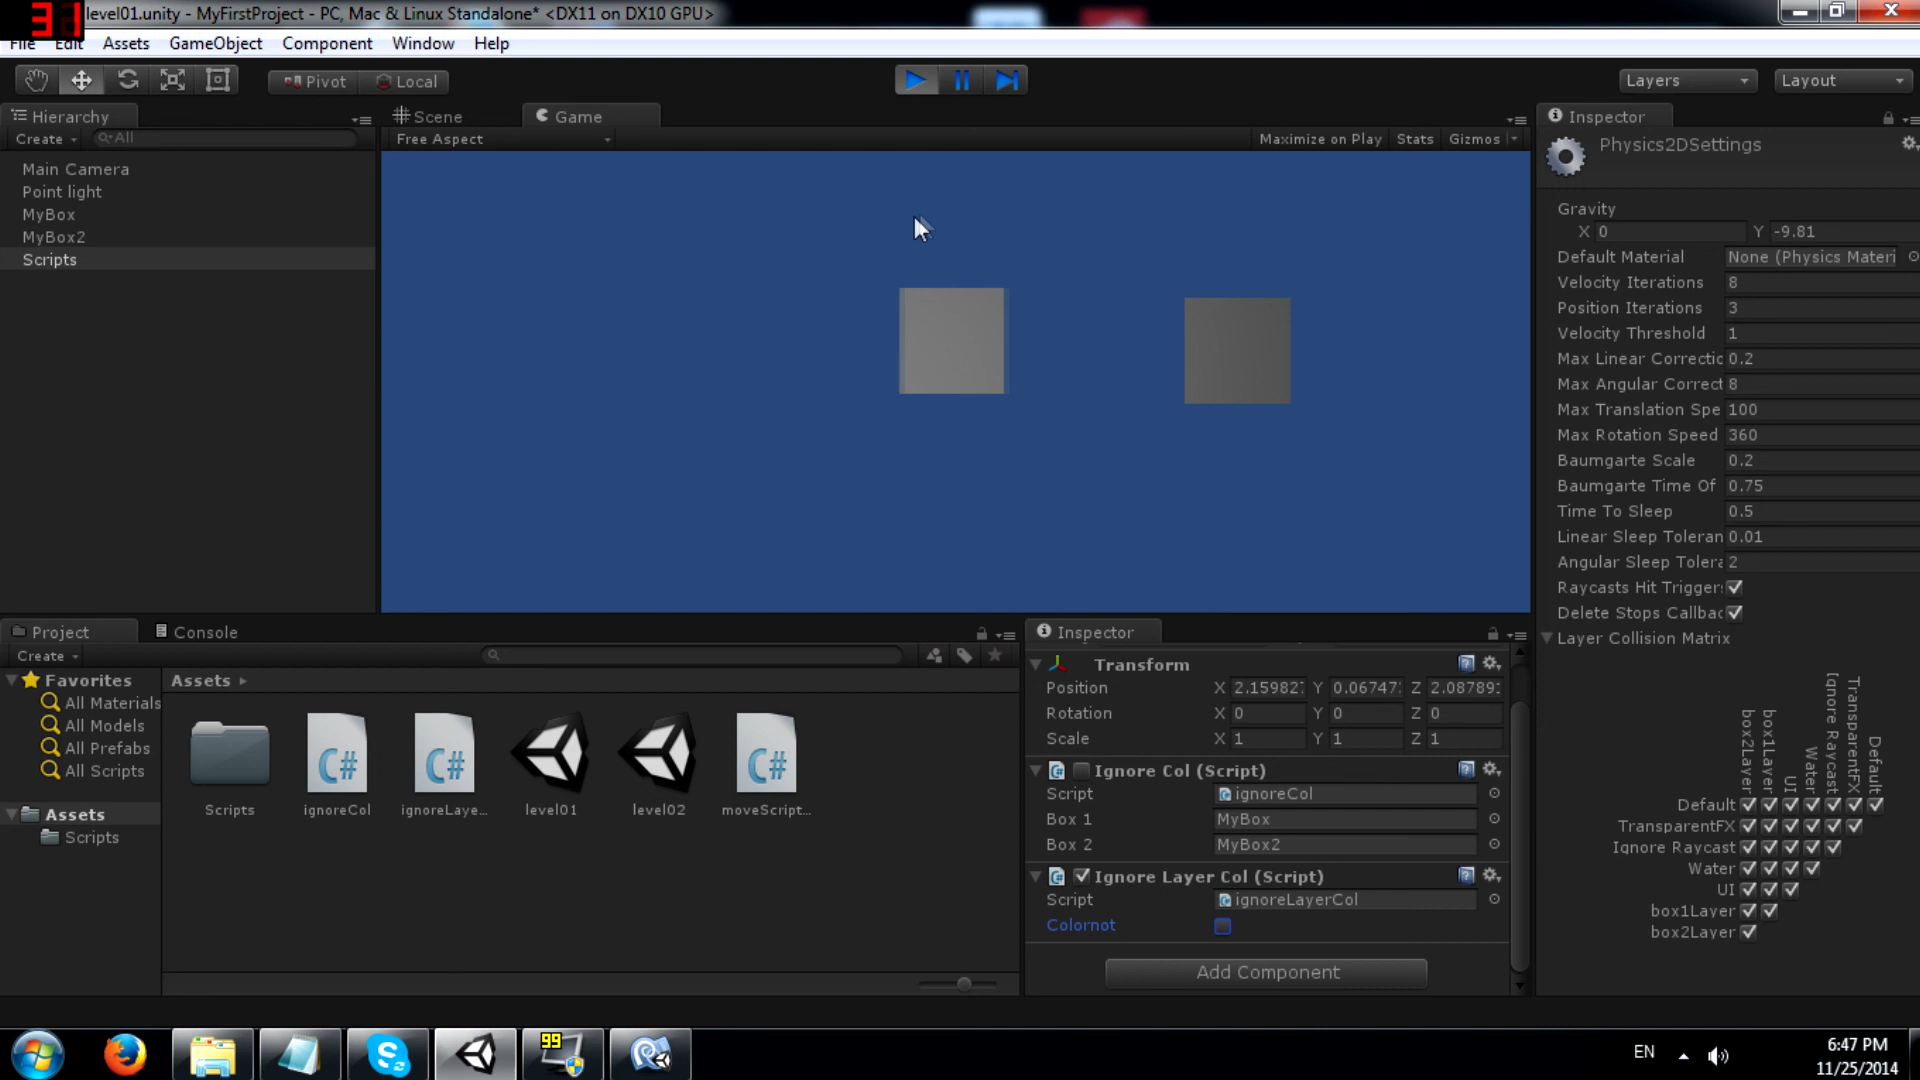 31
level01.unity - MyFirstProject - PC, Mac & Linux Standalone* <DX11 on DX10 GPU>
File Edit Assets GameObject Component Window Help
Pivot Local Layers Layout
Hierarchy
Create All
Main Camera
Point light
MyBox
MyBox2
Scripts
Scene Game
Free Aspect Maximize on Play Stats Gizmos
Inspector
Physics2DSettings
Gravity
X 0 Y -9.81
Default Material None (Physics Materi
Velocity Iterations 8
Position Iterations 3
Velocity Threshold 1
Max Linear Correctic 0.2
Max Angular Correct 8
Max Translation Spe 100
Max Rotation Speed 360
Baumgarte Scale 0.2
Baumgarte Time Of 0.75
Time To Sleep 0.5
Linear Sleep Toleran 0.01
Angular Sleep Tolera 2
Raycasts Hit Trigger
Delete Stops Callbac
Layer Collision Matrix
box2Layer
box1Layer
UI
Water
Ignore Raycast
TransparentFX
Default
Default
TransparentFX
Ignore Raycast
Water
UI
box1Layer
box2Layer
Project Console
Create
Favorites
All Materials
All Models
All Prefabs
All Scripts
Assets
Scripts
Assets
Scripts ignoreCol ignoreLaye... level01 level02 moveScript...
C# C# C#
Inspector
Transform
Position X 2.15982 Y 0.06747 Z 2.08789
Rotation X 0 Y 0 Z 0
Scale X 1 Y 1 Z 1
Ignore Col (Script)
Script ignoreCol
Box 1 MyBox
Box 2 MyBox2
Ignore Layer Col (Script)
Script ignoreLayerCol
Colornot
Add Component
99
EN
6:47 PM
11/25/2014